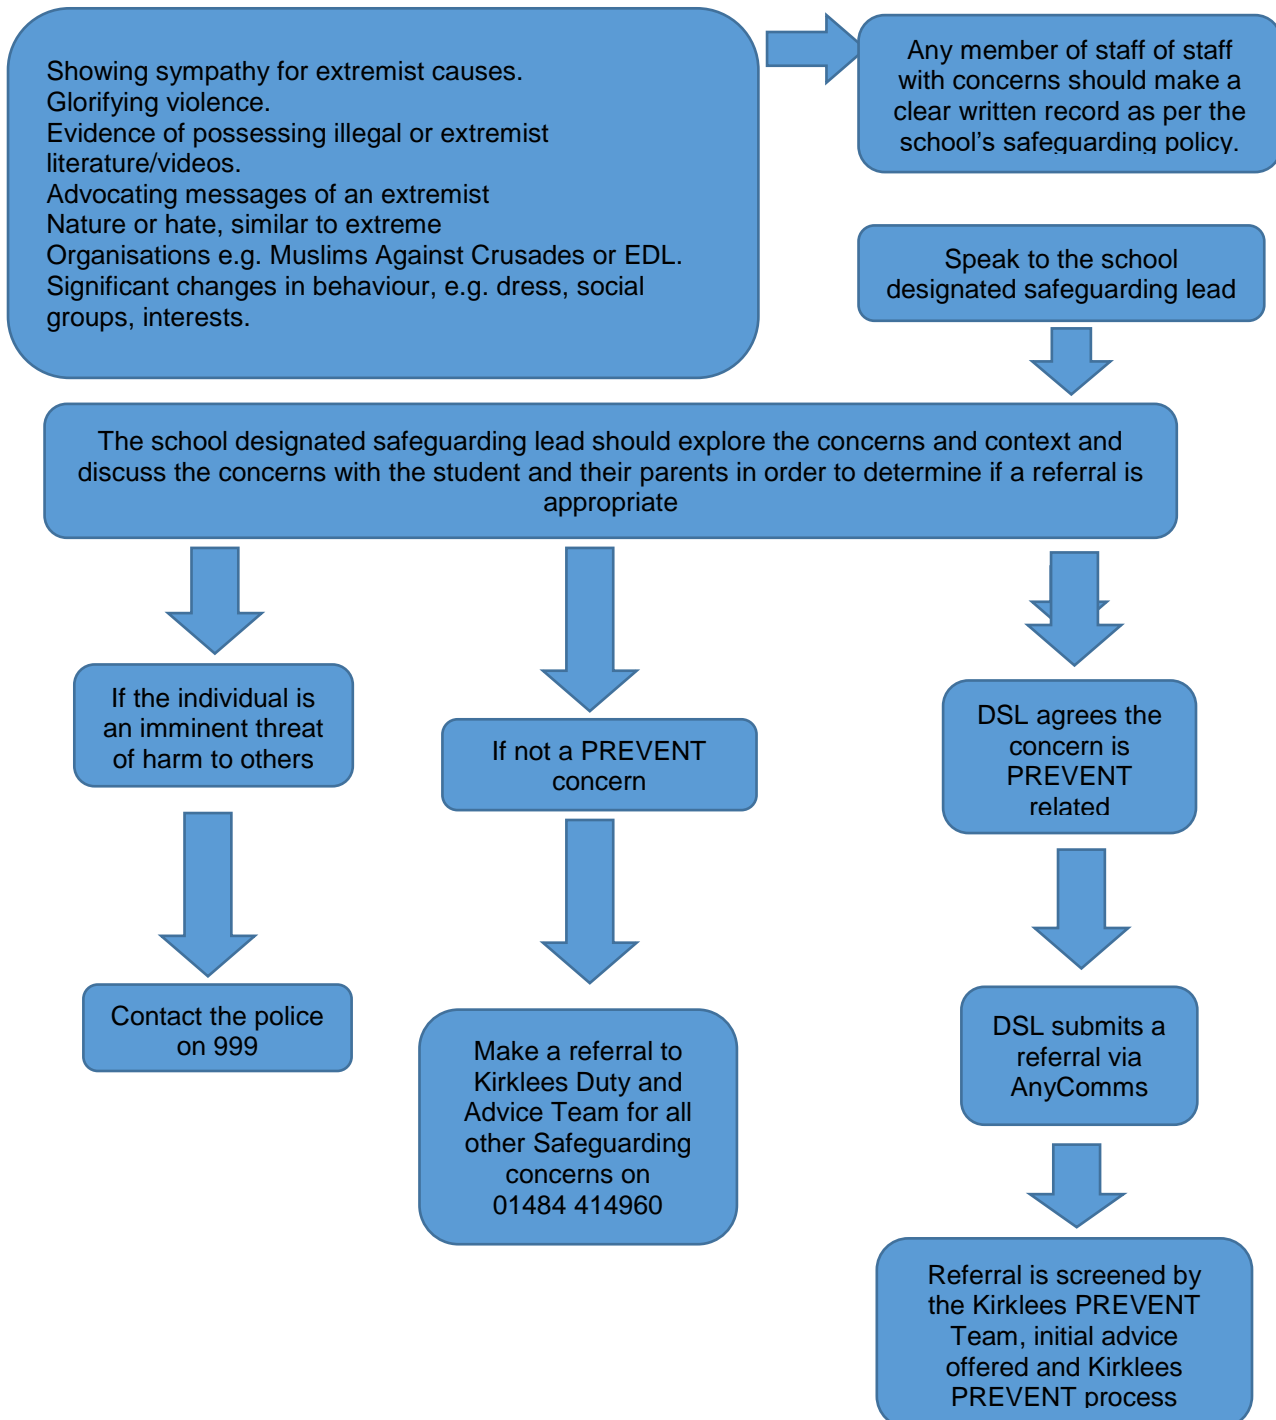 Showing sympathy for extremist causes.
Glorifying violence.
Evidence of possessing illegal or extremist
literature/videos.
Advocating messages of an extremist
Nature or hate, similar to extreme
Organisations e.g. Muslims Against Crusades or EDL.
Significant changes in behaviour, e.g. dress, social
groups, interests.
Any member of staff of staff
with concerns should make a
clear written record as per the
school’s safeguarding policy.
Speak to the school
designated safeguarding lead
The school designated safeguarding lead should explore the concerns and context and
discuss the concerns with the student and their parents in order to determine if a referral is
appropriate
If the individual is
an imminent threat
of harm to others
Contact the police
on 999
If not a PREVENT
concern
Make a referral to
Kirklees Duty and
Advice Team for all
other Safeguarding
concerns on
01484 414960
DSL agrees the
concern is
PREVENT
related
DSL submits a
referral via
AnyComms
Referral is screened by
the Kirklees PREVENT
Team, initial advice
offered and Kirklees
PREVENT process